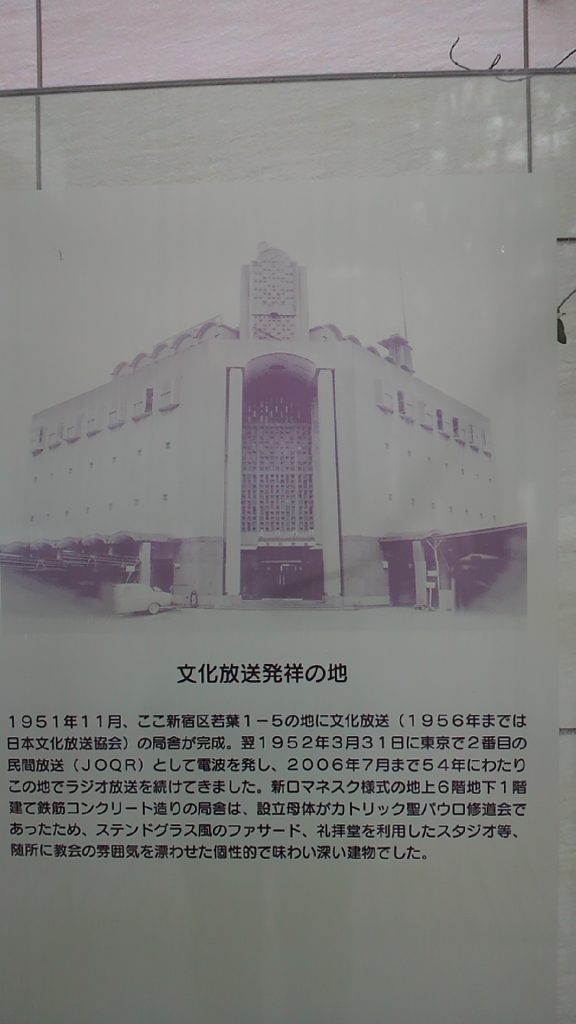 文化放送発祥の地
1951年11月、ここ新宿区若葉1−5の地に文化放送（1956年までは
日本文化放送協会）の局舎が完成。翌1952年3月31日に東京で2番目の
民間放送（JOQR）として電波を発し、2006年7月まで54年にわたり
この地でラジオ放送を続けてきました。新ロマネスク様式の地上6階地下1階
建て鉄筋コンクリート造りの局舎は、設立母体がカトリック聖パウロ修道会で
あったため、ステンドグラス風のファサード、礼拝堂を利用したスタジオ等、
随所に教会の雰囲気を漂わせた個性的で味わい深い建物でした。